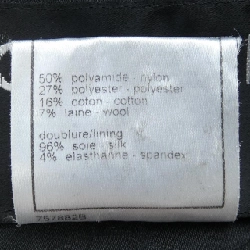 50% polyamide - nylon
27% polyester - polyester
16% coton - cotton
7% laine - wool
doublure/lining
96% soie - silk
4% elasthanne - spandex